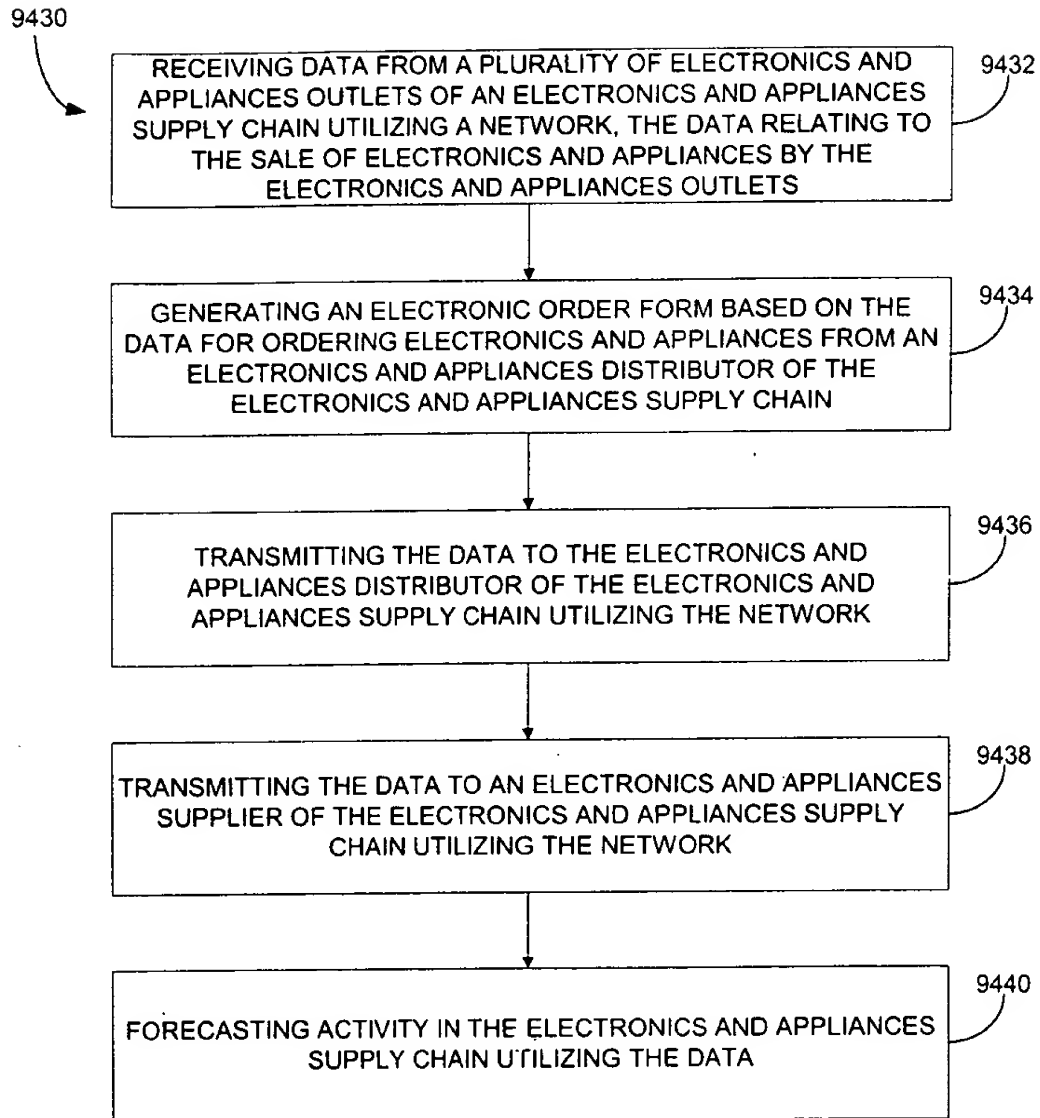 9430
RECEIVING DATA FROM A PLURALITY OF ELECTRONICS AND
APPLIANCES OUTLETS OF AN ELECTRONICS AND APPLIANCES
SUPPLY CHAIN UTILIZING A NETWORK, THE DATA RELATING TO
THE SALE OF ELECTRONICS AND APPLIANCES BY THE
ELECTRONICS AND APPLIANCES OUTLETS
9432
GENERATING AN ELECTRONIC ORDER FORM BASED ON THE
DATA FOR ORDERING ELECTRONICS AND APPLIANCES FROM AN
ELECTRONICS AND APPLIANCES DISTRIBUTOR OF THE
ELECTRONICS AND APPLIANCES SUPPLY CHAIN
9434
TRANSMITTING THE DATA TO THE ELECTRONICS AND
APPLIANCES DISTRIBUTOR OF THE ELECTRONICS AND
APPLIANCES SUPPLY CHAIN UTILIZING THE NETWORK
9436
TRANSMITTING THE DATA TO AN ELECTRONICS AND APPLIANCES
SUPPLIER OF THE ELECTRONICS AND APPLIANCES SUPPLY
CHAIN UTILIZING THE NETWORK
9438
FORECASTING ACTIVITY IN THE ELECTRONICS AND APPLIANCES
SUPPLY CHAIN UTILIZING THE DATA
9440